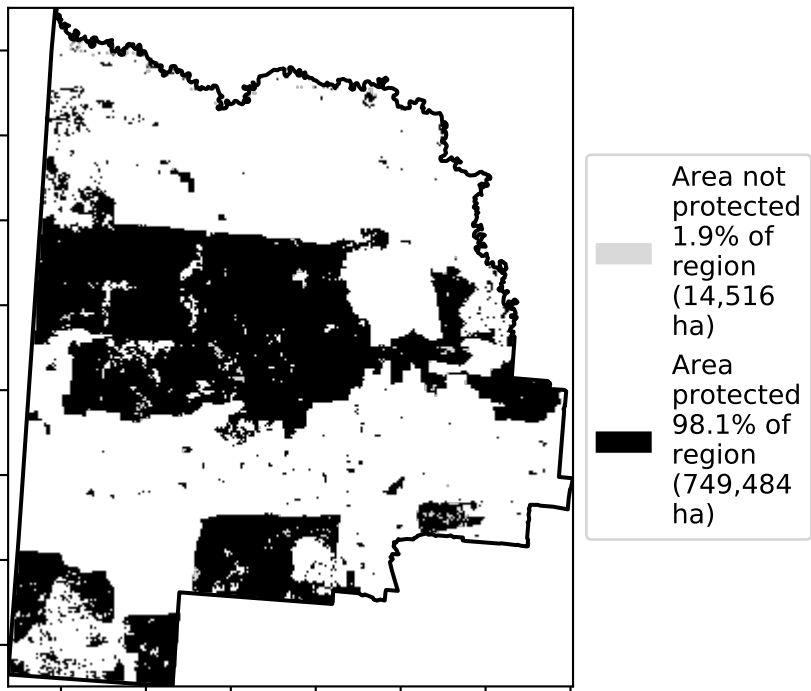 Area not
protected
1.9% of
region
(14,516
ha)
Area
protected
98.1% of
region
(749,484
ha)